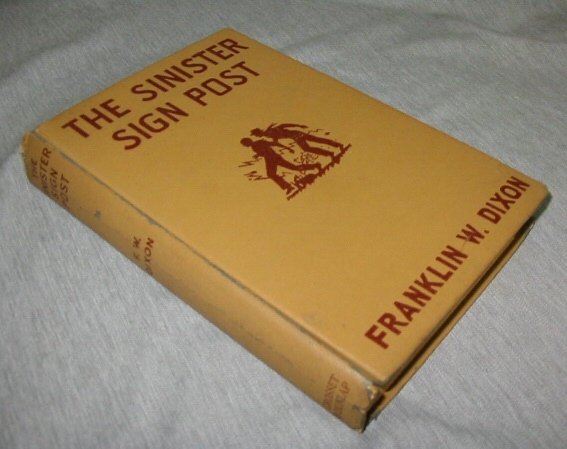 THE SINISTER
SIGN POST
FRANKLIN W. DIXON
THE
SINISTER
SIGN
POST
F. W.
DIXON
GROSSET
DUNLAP